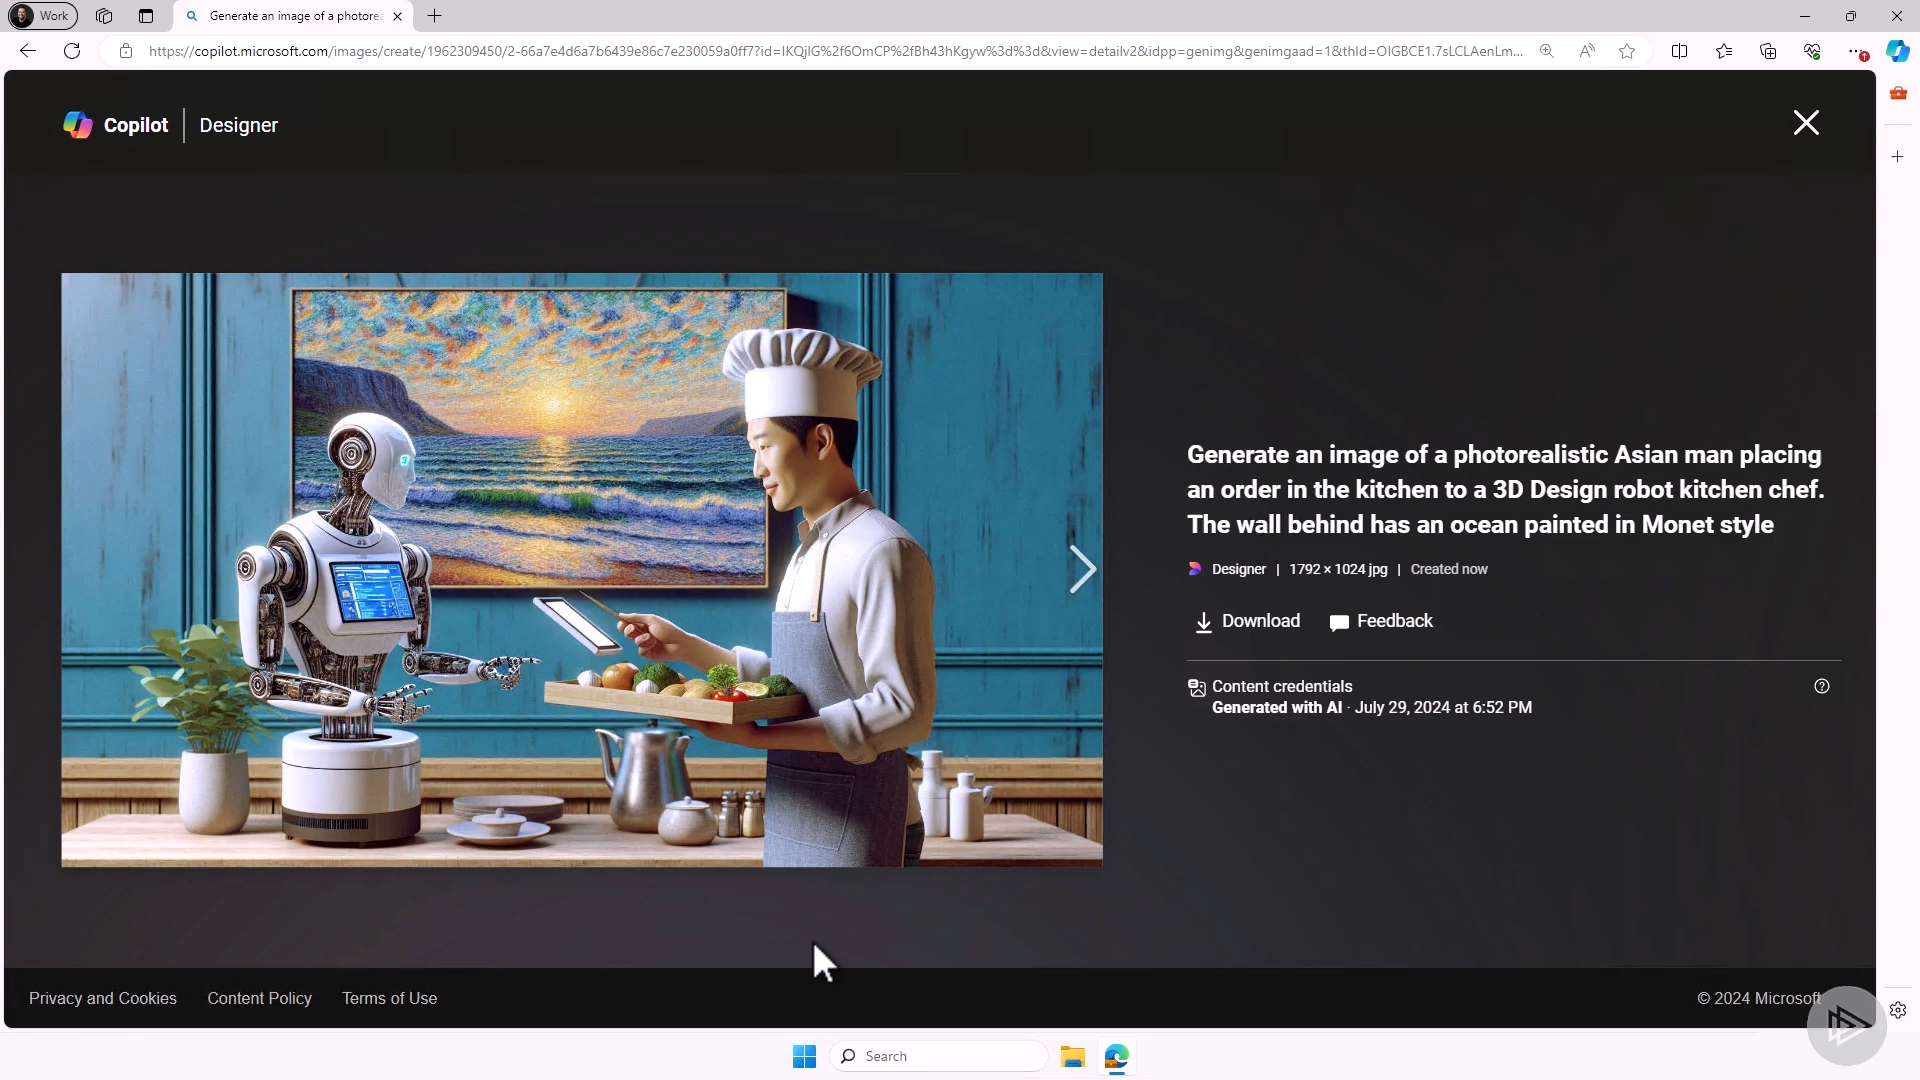 Work
Generate an image of a photorea
https://copilot.microsoft.com/images/create/1962309450/2-66a7e4d6a7b6439e86c7e230059a0ff7?id=IKQjlG%2f6OmCP%2fBh43hKgyw%3d%3d&view=detailv2&idpp=genimg&genimgaad=1&thId=OIGBCE1.7sLCLAenLm...
Copilot
Designer
Generate an image of a photorealistic Asian man placing
an order in the kitchen to a 3D Design robot kitchen chef.
The wall behind has an ocean painted in Monet style
Designer | 1792 × 1024 jpg | Created now
Download Feedback
Content credentials
Generated with AI · July 29, 2024 at 6:52 PM
Privacy and Cookies Content Policy Terms of Use
© 2024 Microsoft
Search